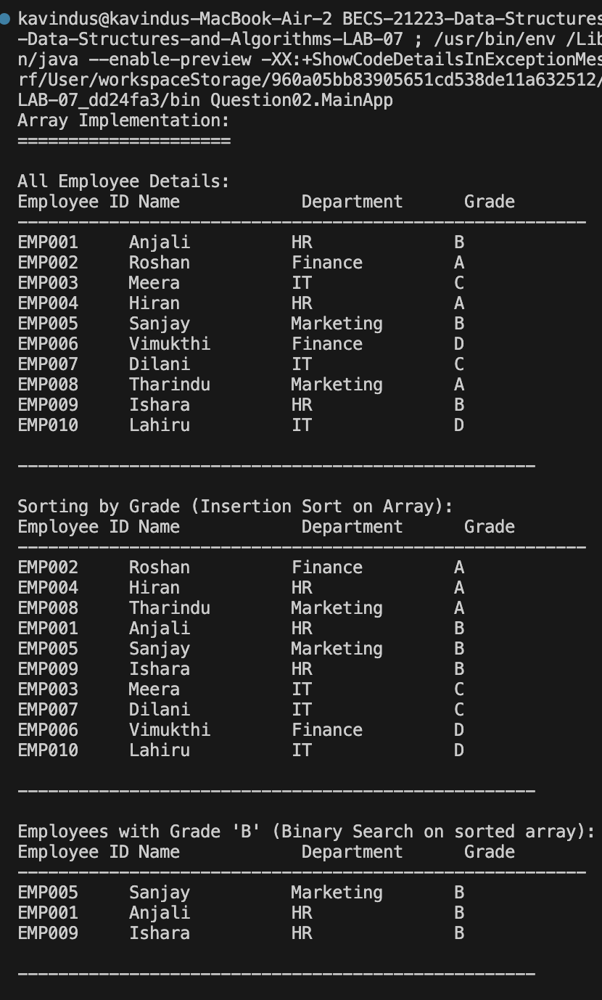 kavindus@kavindus-MacBook-Air-2 BECS-21223-Data-Structures
-Data-Structures-and-Algorithms-LAB-07 ; /usr/bin/env /Lib
n/java --enable-preview -XX:+ShowCodeDetailsInExceptionMes
rf/User/workspaceStorage/960a05bb83905651cd538de11a632512/
LAB-07_dd24fa3/bin Question02.MainApp
Array Implementation:
=====================

All Employee Details:
Employee ID Name            Department      Grade
--------------------------------------------------------
EMP001     Anjali          HR              B
EMP002     Roshan          Finance         A
EMP003     Meera           IT              C
EMP004     Hiran           HR              A
EMP005     Sanjay          Marketing       B
EMP006     Vimukthi        Finance         D
EMP007     Dilani          IT              C
EMP008     Tharindu        Marketing       A
EMP009     Ishara          HR              B
EMP010     Lahiru          IT              D

---------------------------------------------------

Sorting by Grade (Insertion Sort on Array):
Employee ID Name            Department      Grade
--------------------------------------------------------
EMP002     Roshan          Finance         A
EMP004     Hiran           HR              A
EMP008     Tharindu        Marketing       A
EMP001     Anjali          HR              B
EMP005     Sanjay          Marketing       B
EMP009     Ishara          HR              B
EMP003     Meera           IT              C
EMP007     Dilani          IT              C
EMP006     Vimukthi        Finance         D
EMP010     Lahiru          IT              D

---------------------------------------------------

Employees with Grade 'B' (Binary Search on sorted array):
Employee ID Name            Department      Grade
--------------------------------------------------------
EMP005     Sanjay          Marketing       B
EMP001     Anjali          HR              B
EMP009     Ishara          HR              B

---------------------------------------------------